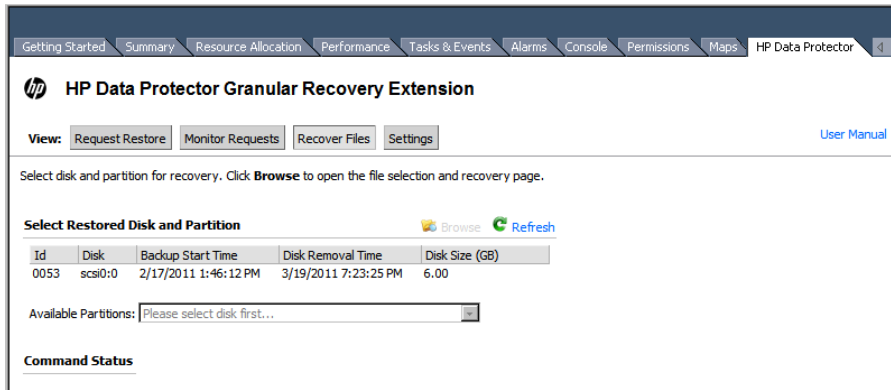 Getting Started Summary Resource Allocation Performance Tasks & Events Alarms Console Permissions Maps HP Data Protector
hp HP Data Protector Granular Recovery Extension
View: Request Restore Monitor Requests Recover Files Settings User Manual
Select disk and partition for recovery. Click Browse to open the file selection and recovery page.
Select Restored Disk and Partition Browse Refresh
Id Disk Backup Start Time Disk Removal Time Disk Size (GB)
0053 scsi0:0 2/17/2011 1:46:12 PM 3/19/2011 7:23:25 PM 6.00
Available Partitions: Please select disk first...
Command Status